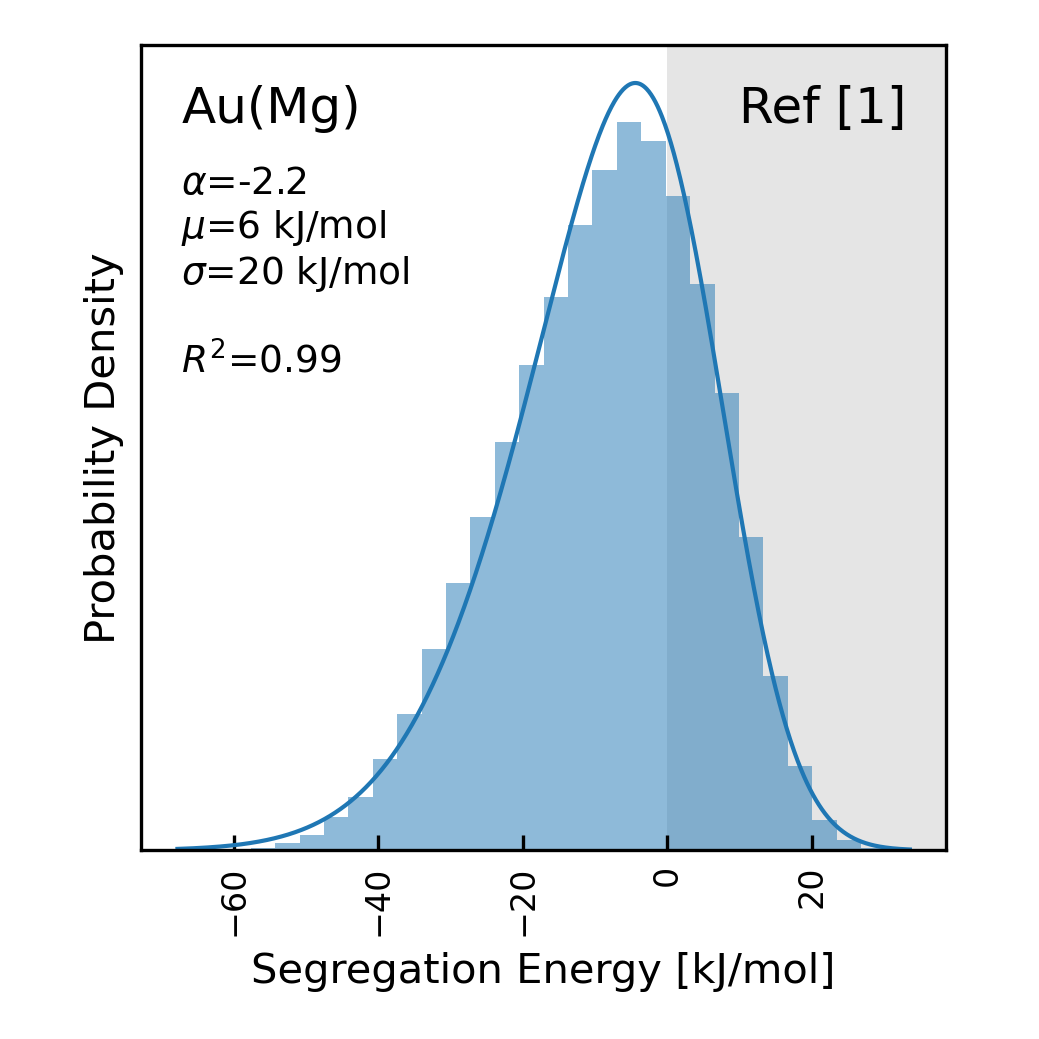 Au(Mg)
Ref [1]
α=-2.2
μ=6 kJ/mol
σ=20 kJ/mol
R²=0.99
Probability Density
−60
−40
−20
0
20
Segregation Energy [kJ/mol]